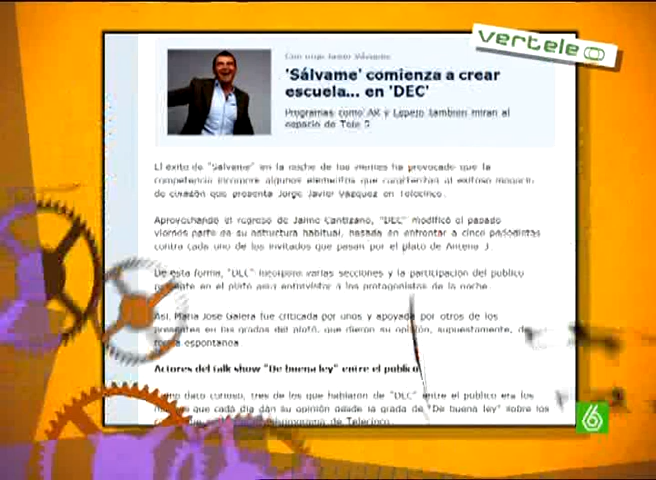 vertele
Con rojo Jaime Sálvame
'Sálvame' comienza a crear
escuela... en 'DEC'
Programas como AR y Lopejo también miran al
espacio de Tele 5
El éxito de "Sálvame" en la noche de los viernes ha provocado que la
competencia incorpore algunos elementos que caracterizan al exitoso magacín
de corazón que presenta Jorge Javier Vázquez en Telecinco.
Aprovechando el regreso de Jaime Cantizano, "DEC" modificó el pasado
viernes parte de su estructura habitual, basada en enfrentar a cinco periodistas
contra cada uno de los invitados que pasan por el plató de Antena 3.
De esta forma, "DEC" incorpora varias secciones y la participación del público
presente en el plató para entrevistar a los protagonistas de la noche.
Así, María José Galera fue criticada por unos y apoyada por otros de los
presentes en las gradas del plató, que dieron su opinión, supuestamente, de
forma espontánea.
Actores del talk show "De buena ley" entre el público
Como dato curioso, tres de los que hablaron de "DEC" entre el público eran los
que cada día dan su opinión desde la grada de "De buena ley" sobre los
de Telecinco.
6